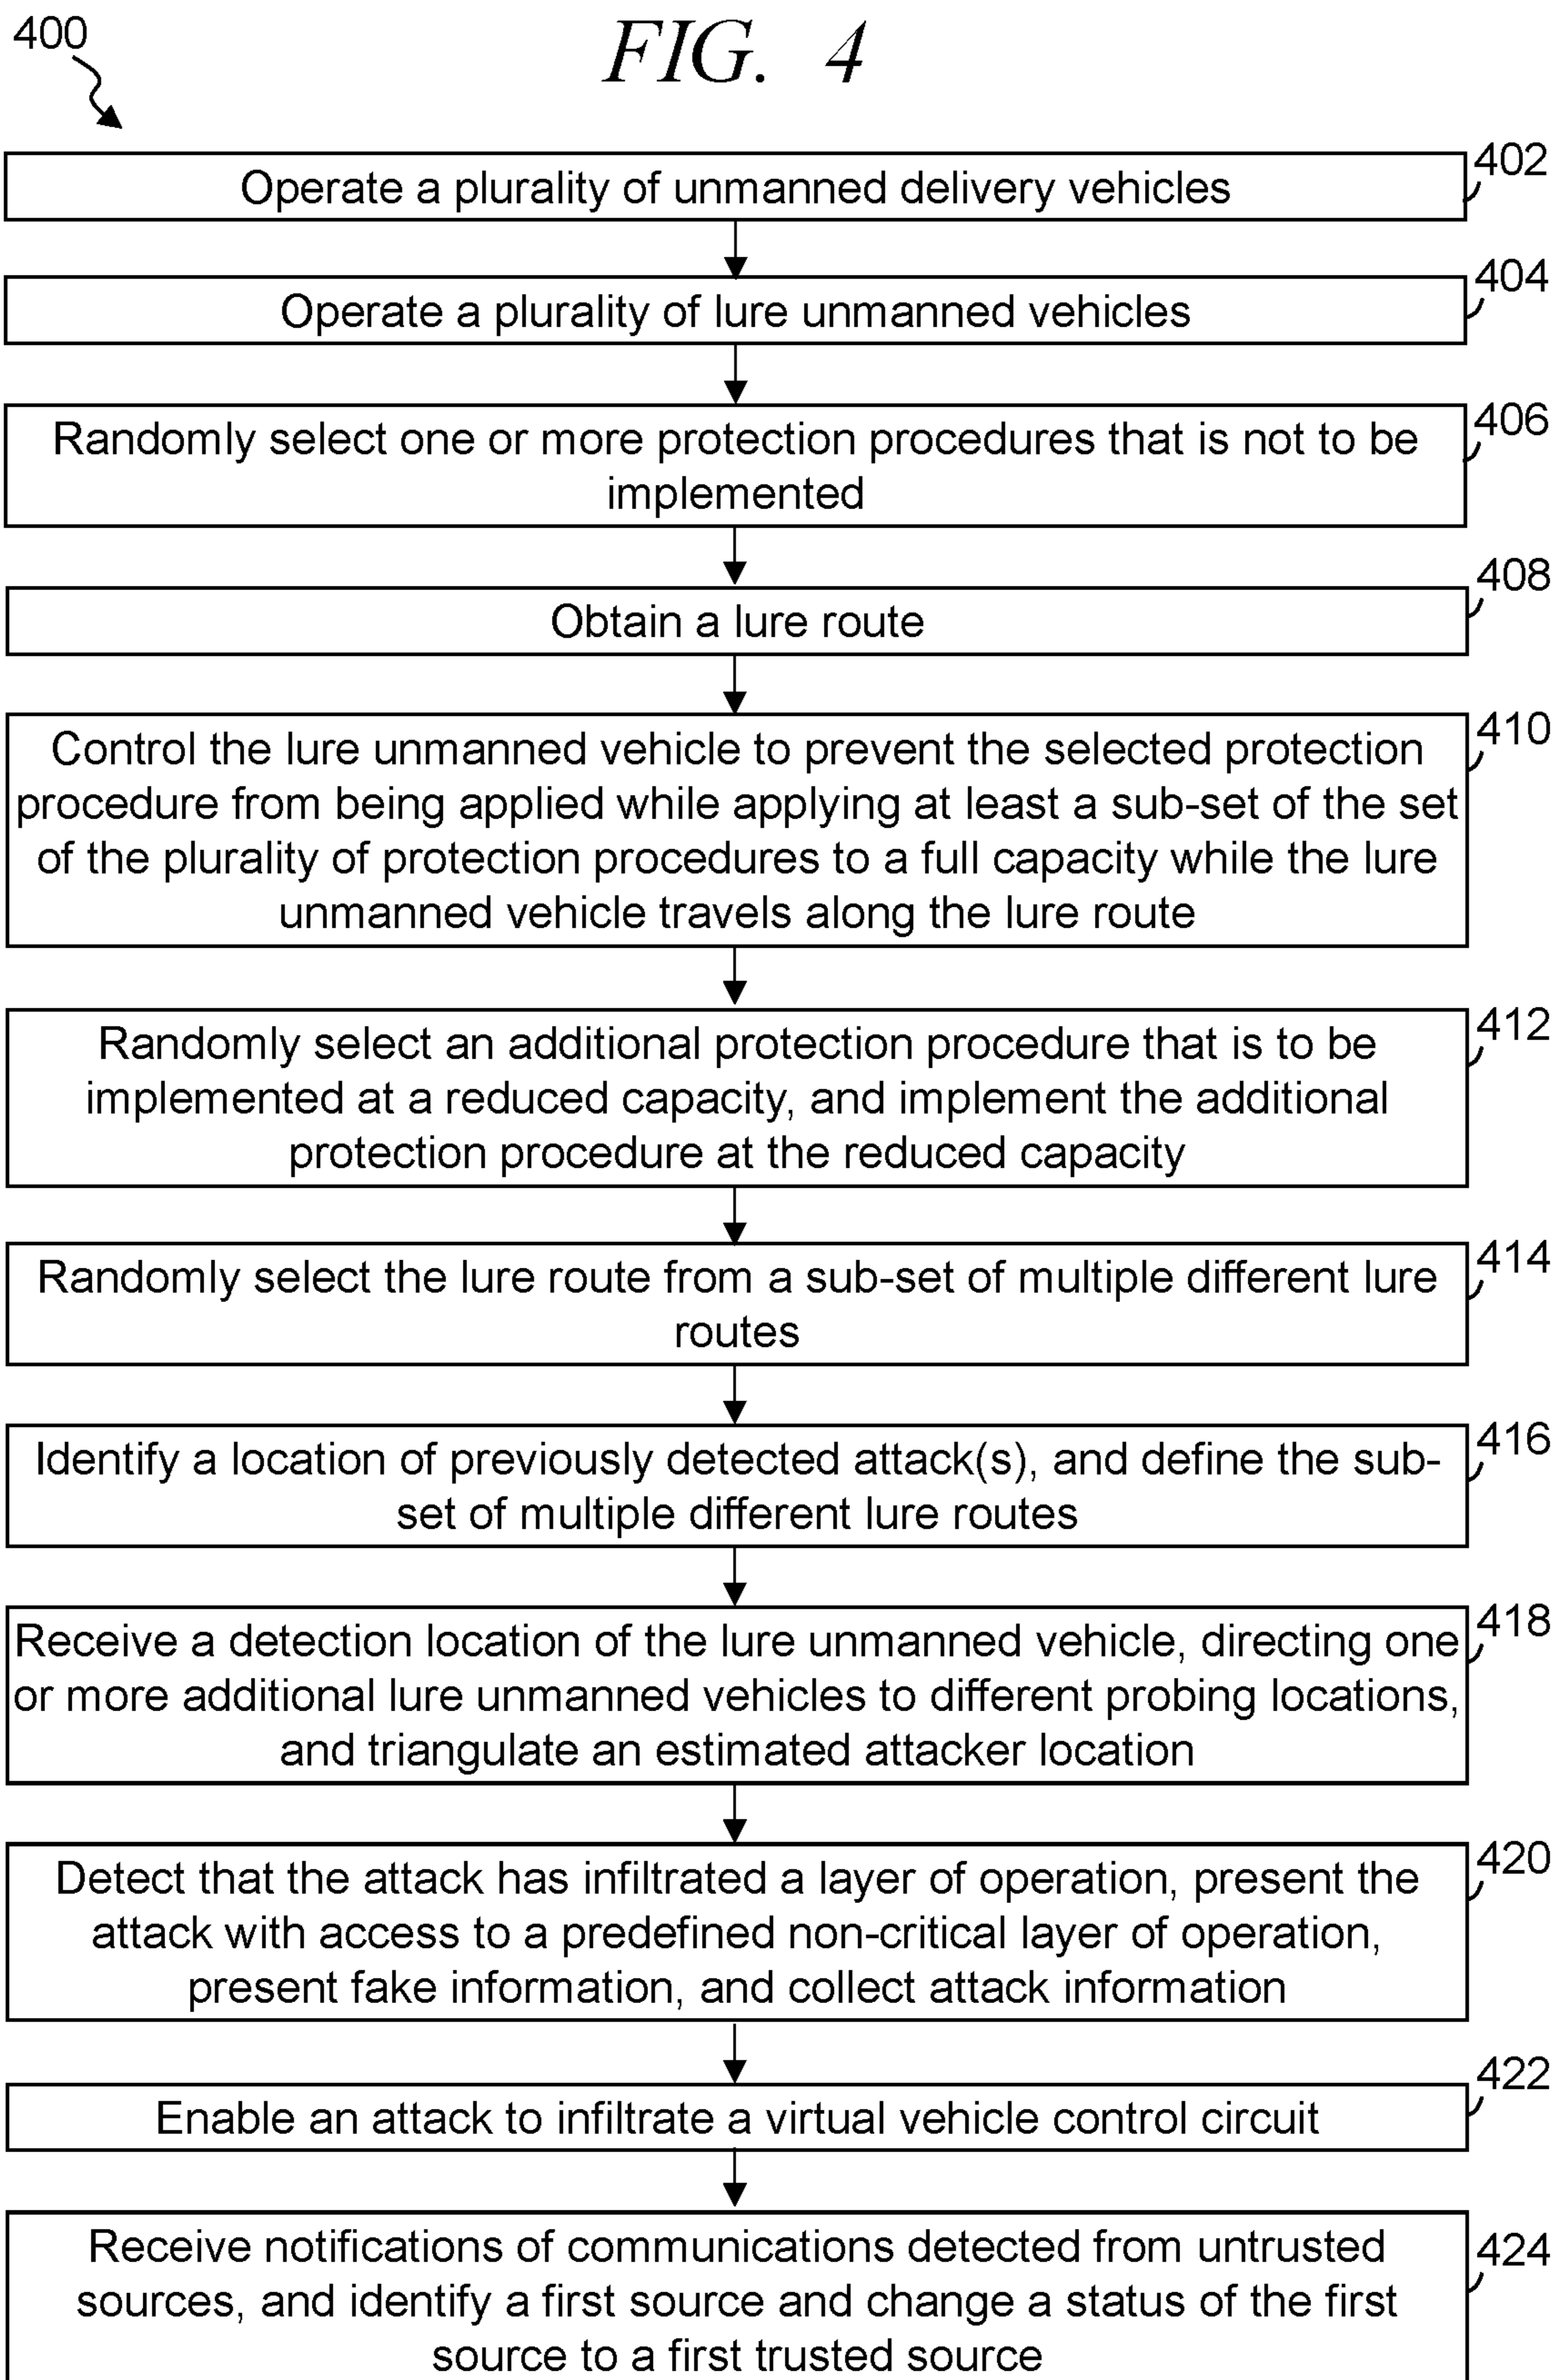 400
FIG. 4
402
Operate a plurality of unmanned delivery vehicles
404
Operate a plurality of lure unmanned vehicles
406
Randomly select one or more protection procedures that is not to be
implemented
408
Obtain a lure route
410
Control the lure unmanned vehicle to prevent the selected protection
procedure from being applied while applying at least a sub-set of the set
of the plurality of protection procedures to a full capacity while the lure
unmanned vehicle travels along the lure route
412
Randomly select an additional protection procedure that is to be
implemented at a reduced capacity, and implement the additional
protection procedure at the reduced capacity
414
Randomly select the lure route from a sub-set of multiple different lure
routes
416
Identify a location of previously detected attack(s), and define the sub-
set of multiple different lure routes
418
Receive a detection location of the lure unmanned vehicle, directing one
or more additional lure unmanned vehicles to different probing locations,
and triangulate an estimated attacker location
420
Detect that the attack has infiltrated a layer of operation, present the
attack with access to a predefined non-critical layer of operation,
present fake information, and collect attack information
422
Enable an attack to infiltrate a virtual vehicle control circuit
424
Receive notifications of communications detected from untrusted
sources, and identify a first source and change a status of the first
source to a first trusted source